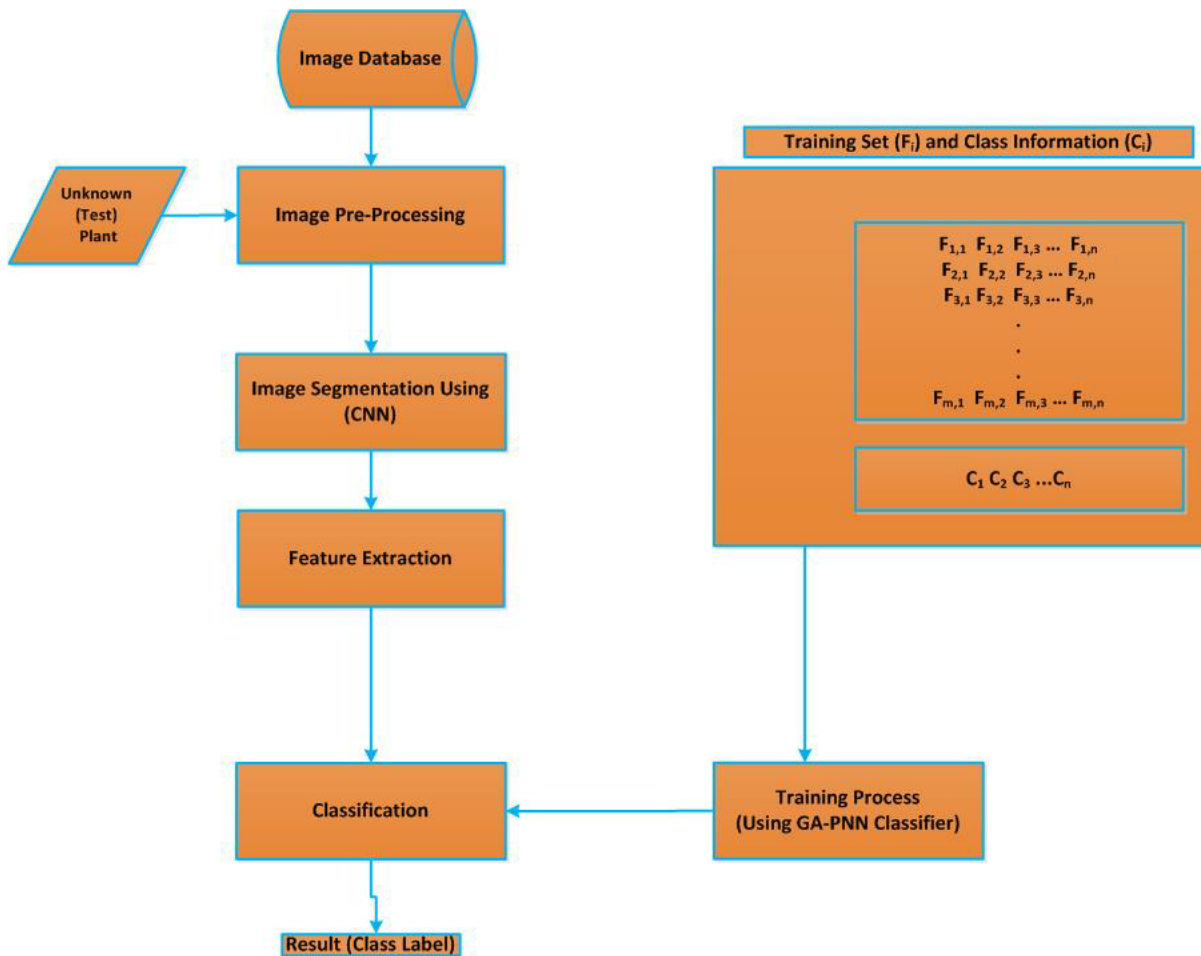 Image Database
Training Set (Fᵢ) and Class Information (Cᵢ)
Unknown
(Test)
Plant
Image Pre-Processing
F₁,₁ F₁,₂ F₁,₃ ... F₁,ₙ
F₂,₁ F₂,₂ F₂,₃ ... F₂,ₙ
F₃,₁ F₃,₂ F₃,₃ ... F₃,ₙ
.
.
.
Fₘ,₁ Fₘ,₂ Fₘ,₃ ... Fₘ,ₙ
Image Segmentation Using
(CNN)
C₁ C₂ C₃ ...Cₙ
Feature Extraction
Classification
Training Process
(Using GA-PNN Classifier)
Result (Class Label)